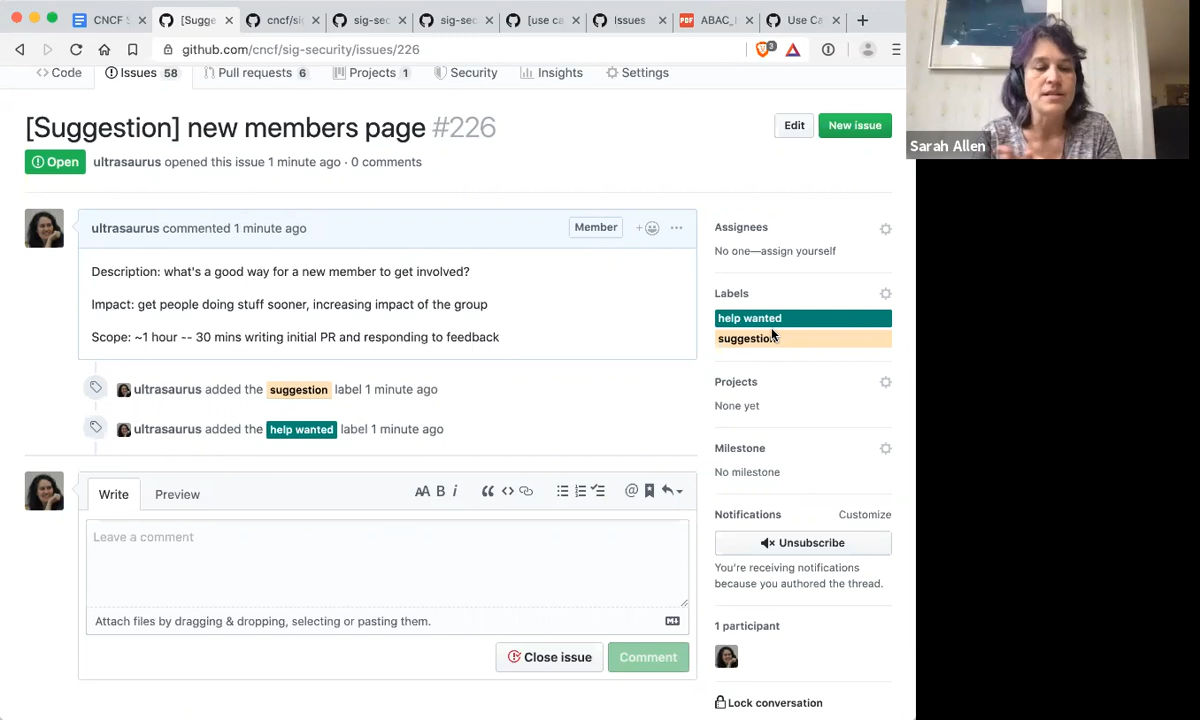 CNCF S
[Sugge
cncf/si
sig-sec
sig-sec
[use ca
Issues
PDF ABAC_
Use Ca
github.com/cncf/sig-security/issues/226
3
Code
Issues 58
Pull requests 6
Projects 1
Security
Insights
Settings
[Suggestion] new members page #226
Edit
New issue
Open
ultrasaurus opened this issue 1 minute ago · 0 comments
Sarah Allen
ultrasaurus commented 1 minute ago
Member
Description: what's a good way for a new member to get involved?
Impact: get people doing stuff sooner, increasing impact of the group
Scope: ~1 hour -- 30 mins writing initial PR and responding to feedback
ultrasaurus added the suggestion label 1 minute ago
ultrasaurus added the help wanted label 1 minute ago
Write
Preview
AA B i
Leave a comment
Attach files by dragging & dropping, selecting or pasting them.
Close issue
Comment
Assignees
No one—assign yourself
Labels
help wanted
suggestion
Projects
None yet
Milestone
No milestone
Notifications
Customize
Unsubscribe
You're receiving notifications
because you authored the thread.
1 participant
Lock conversation